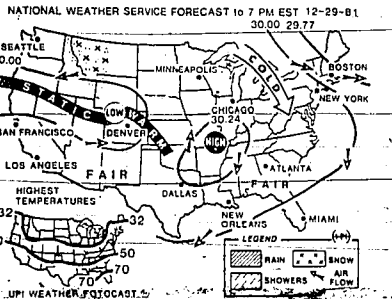 NATIONAL WEATHER SERVICE FORECAST to 7 PM EST 12-29-81
30.00 29.77
SEATTLE
0.00
COLD
BOSTON
MINNEAPOLIS
NEW YORK
STATIC
LOW
WARM
CHICAGO
30.24
HIGH
SAN FRANCISCO
DENVER
LOS ANGELES
FAIR
ATLANTA
FAIR
DALLAS
HIGHEST
TEMPERATURES
32
32
NEW
ORLEANS
MIAMI
LEGEND
RAIN
SNOW
SHOWERS
AIR
FLOW
50
70
70
UPI WEATHER FOTOCAST